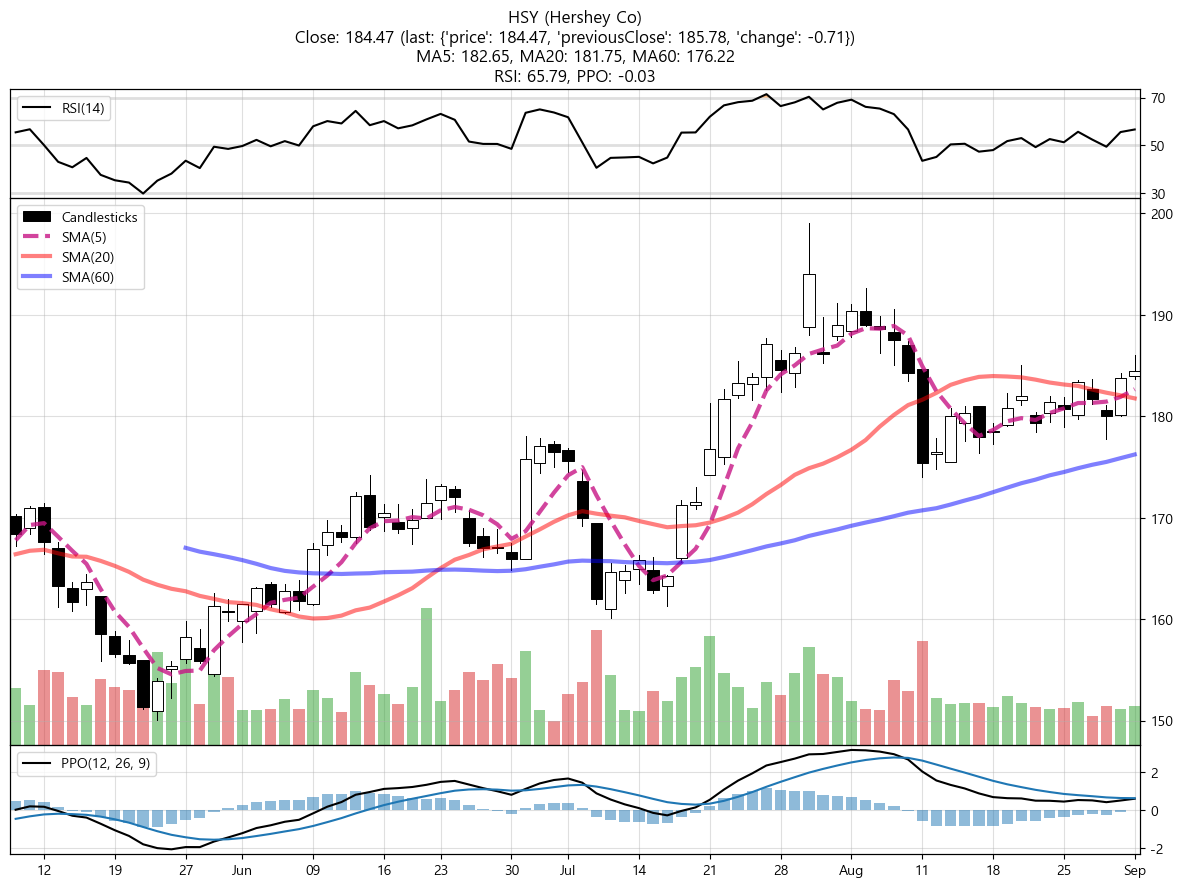 HSY (Hershey Co)
Close: 184.47 (last: {'price': 184.47, 'previousClose': 185.78, 'change': -0.71})
MA5: 182.65, MA20: 181.75, MA60: 176.22
RSI: 65.79, PPO: -0.03
RSI(14)
70
50
30
Candlesticks
SMA(5)
SMA(20)
SMA(60)
200
190
180
170
160
150
PPO(12, 26, 9)
2
0
-2
12 19 27 Jun 09 16 23 30 Jul 14 21 28 Aug 11 18 25 Sep